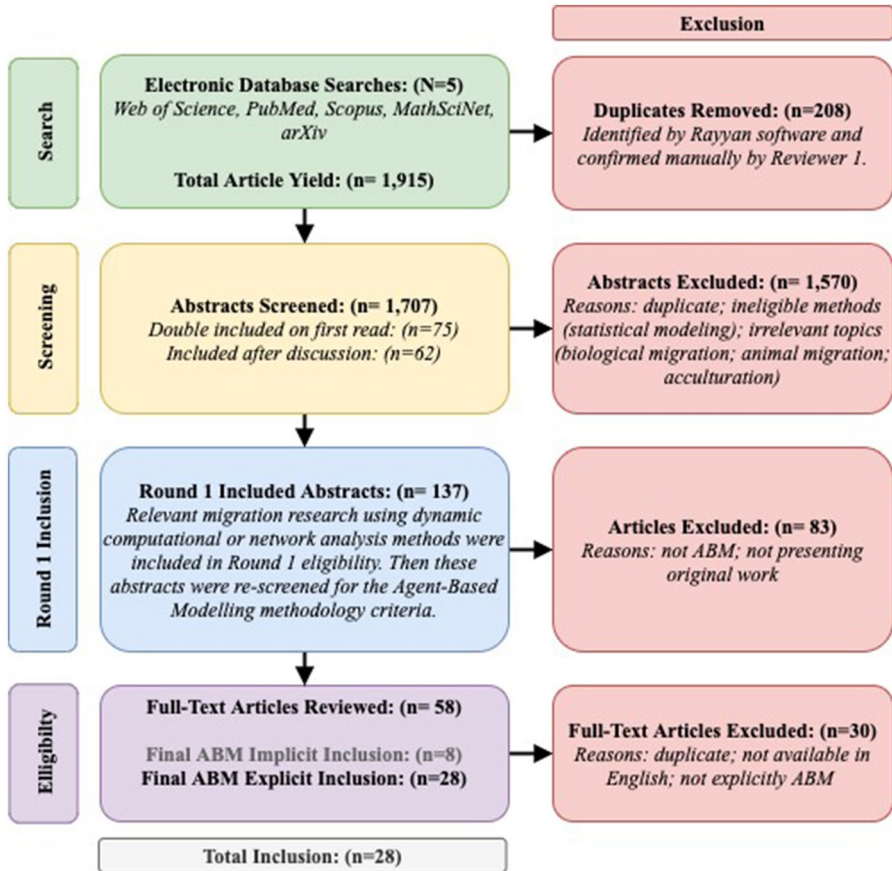 Exclusion
Search
Electronic Database Searches: (N=5)
Web of Science, PubMed, Scopus, MathSciNet,
arXiv
Total Article Yield: (n= 1,915)
Duplicates Removed: (n=208)
Identified by Rayyan software and
confirmed manually by Reviewer 1.
Screening
Abstracts Screened: (n= 1,707)
Double included on first read: (n=75)
Included after discussion: (n=62)
Abstracts Excluded: (n= 1,570)
Reasons: duplicate; ineligible methods
(statistical modeling); irrelevant topics
(biological migration; animal migration;
acculturation)
Round 1 Inclusion
Round 1 Included Abstracts: (n= 137)
Relevant migration research using dynamic
computational or network analysis methods were
included in Round 1 eligibility. Then these
abstracts were re-screened for the Agent-Based
Modelling methodology criteria.
Articles Excluded: (n= 83)
Reasons: not ABM; not presenting
original work
Elligibilty
Full-Text Articles Reviewed: (n= 58)
Final ABM Implicit Inclusion: (n=8)
Final ABM Explicit Inclusion: (n=28)
Full-Text Articles Excluded: (n=30)
Reasons: duplicate; not available in
English; not explicitly ABM
Total Inclusion: (n=28)